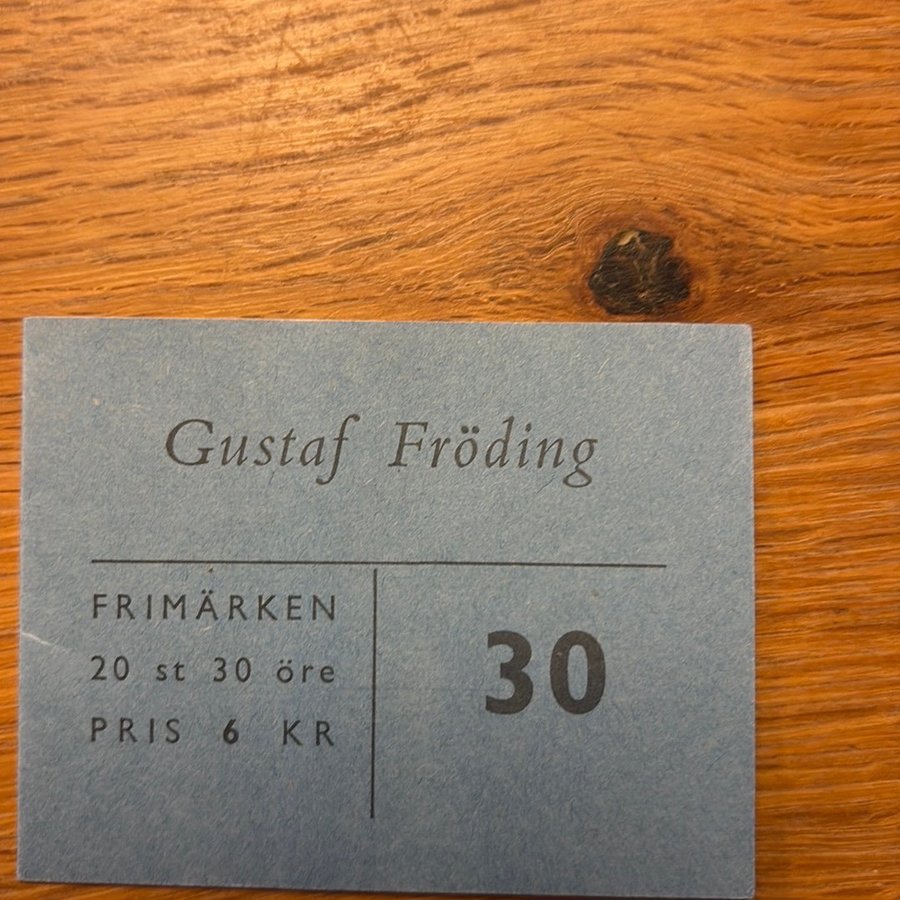 Gustaf Fröding
FRIMÄRKEN
20 st 30 öre
PRIS 6 KR
30